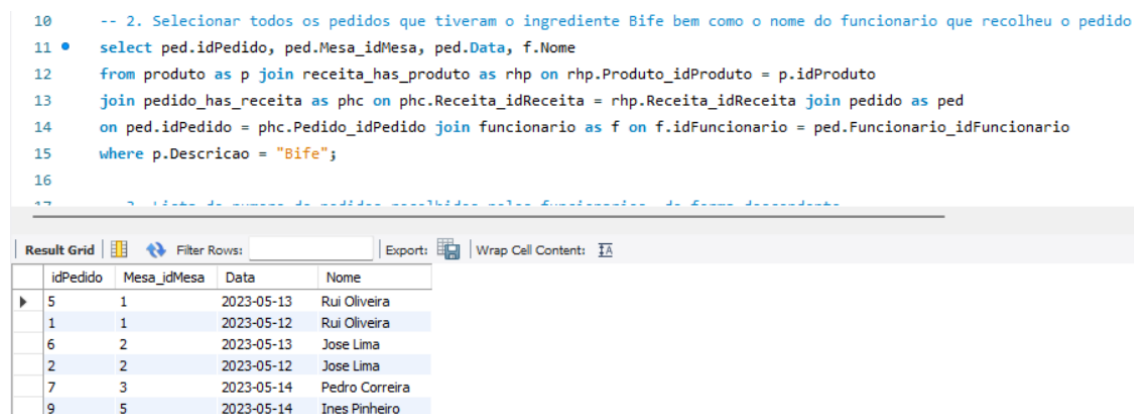 10 -- 2. Selecionar todos os pedidos que tiveram o ingrediente Bife bem como o nome do funcionario que recolheu o pedido
11 select ped.idPedido, ped.Mesa_idMesa, ped.Data, f.Nome
12 from produto as p join receita_has_produto as rhp on rhp.Produto_idProduto = p.idProduto
13 join pedido_has_receita as phc on phc.Receita_idReceita = rhp.Receita_idReceita join pedido as ped
14 on ped.idPedido = phc.Pedido_idPedido join funcionario as f on f.idFuncionario = ped.Funcionario_idFuncionario
15 where p.Descricao = "Bife";
16
Result Grid Filter Rows: Export: Wrap Cell Content: IA
idPedido Mesa_idMesa Data Nome
5 1 2023-05-13 Rui Oliveira
1 1 2023-05-12 Rui Oliveira
6 2 2023-05-13 Jose Lima
2 2 2023-05-12 Jose Lima
7 3 2023-05-14 Pedro Correira
9 5 2023-05-14 Ines Pinheiro